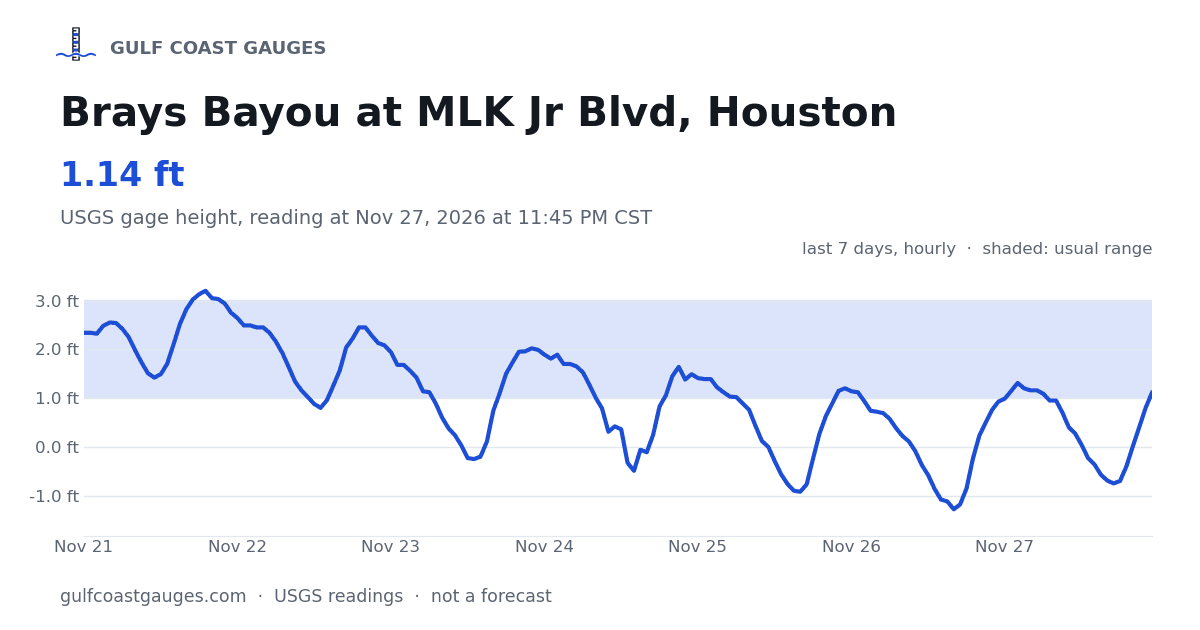 GULF COAST GAUGES
Brays Bayou at MLK Jr Blvd, Houston
1.14 ft
USGS gage height, reading at Nov 27, 2026 at 11:45 PM CST
last 7 days, hourly · shaded: usual range
3.0 ft
2.0 ft
1.0 ft
0.0 ft
-1.0 ft
Nov 21 Nov 22 Nov 23 Nov 24 Nov 25 Nov 26 Nov 27
gulfcoastgauges.com · USGS readings · not a forecast